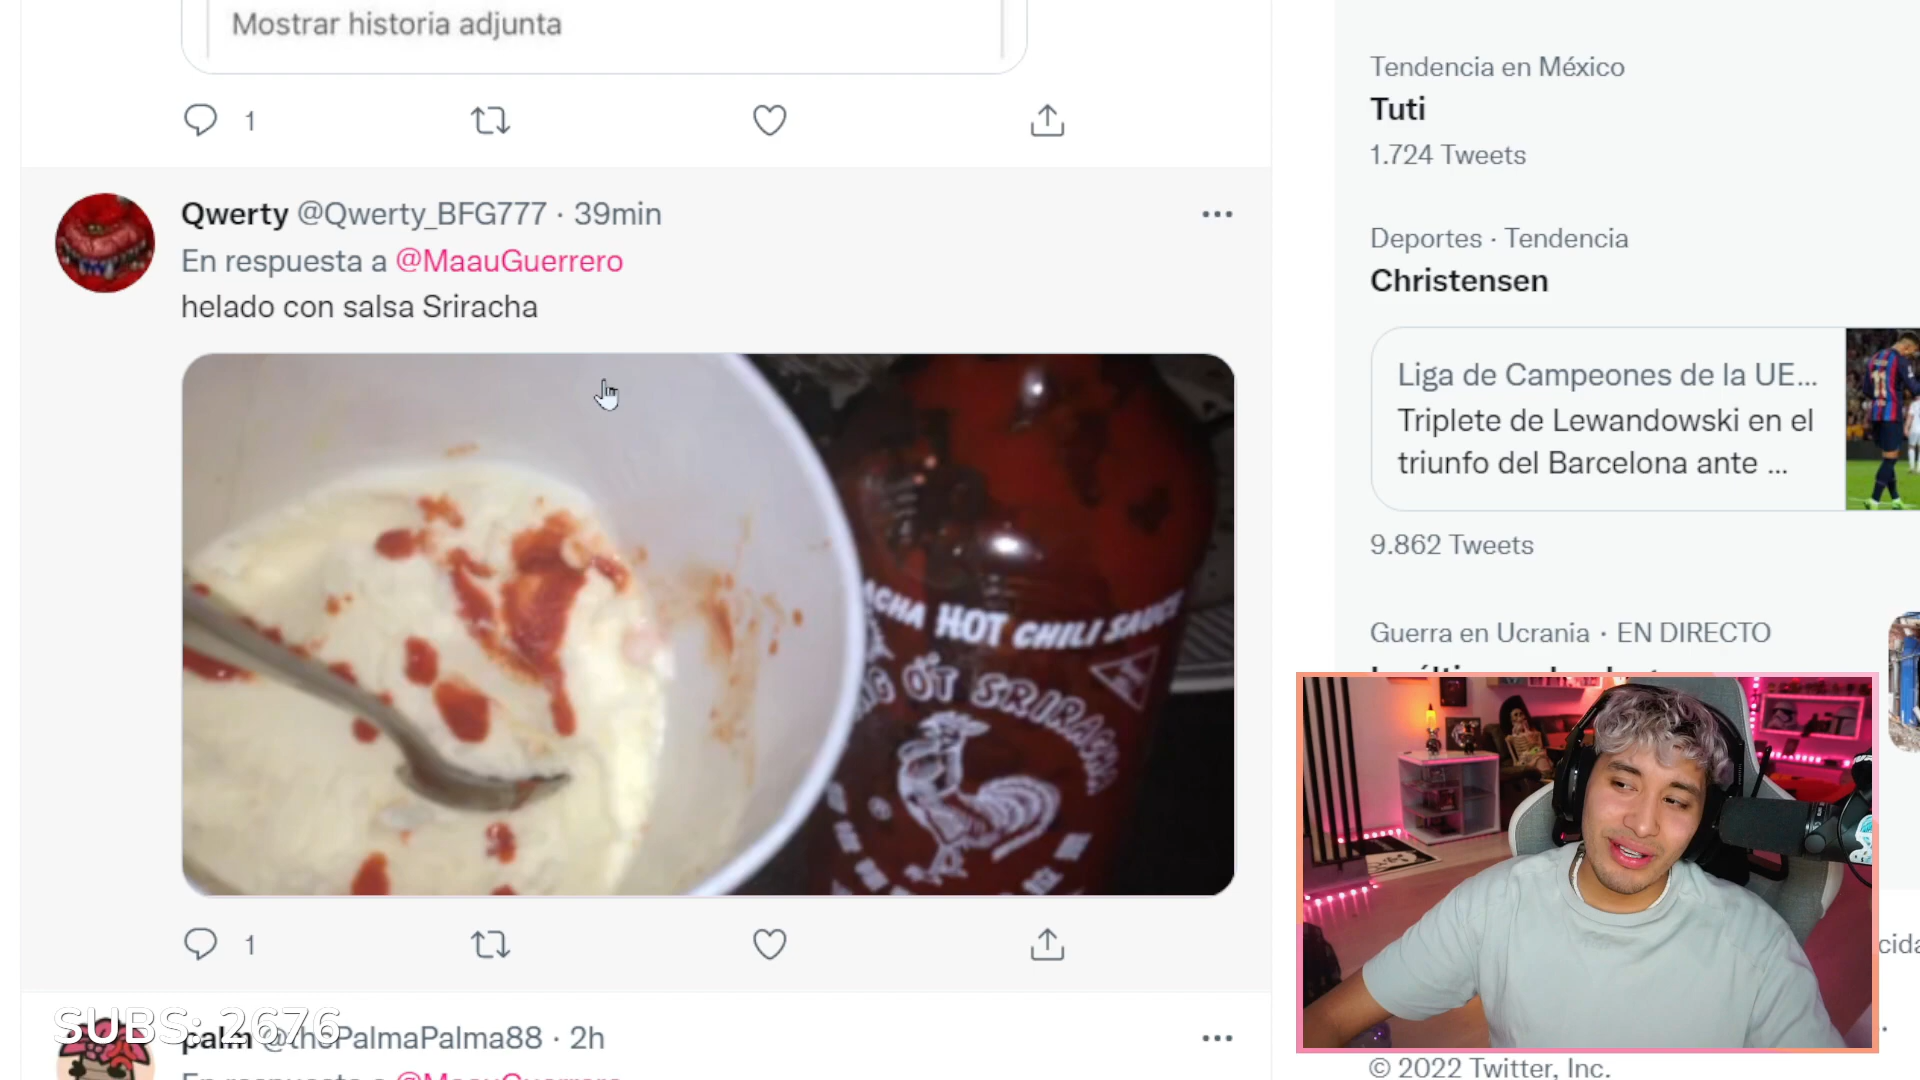 Mostrar historia adjunta
1
Qwerty @Qwerty_BFG777 · 39min
En respuesta a @MaauGuerrero
helado con salsa Sriracha
HOT CHILI SAUCE
SRIRACHA
1
palm @thePalmaPalma88 · 2h
SUBS: 2676
Tendencia en México
Tuti
1.724 Tweets
Deportes · Tendencia
Christensen
Liga de Campeones de la UE...
Triplete de Lewandowski en el
triunfo del Barcelona ante ...
9.862 Tweets
Guerra en Ucrania · EN DIRECTO
© 2022 Twitter, Inc.